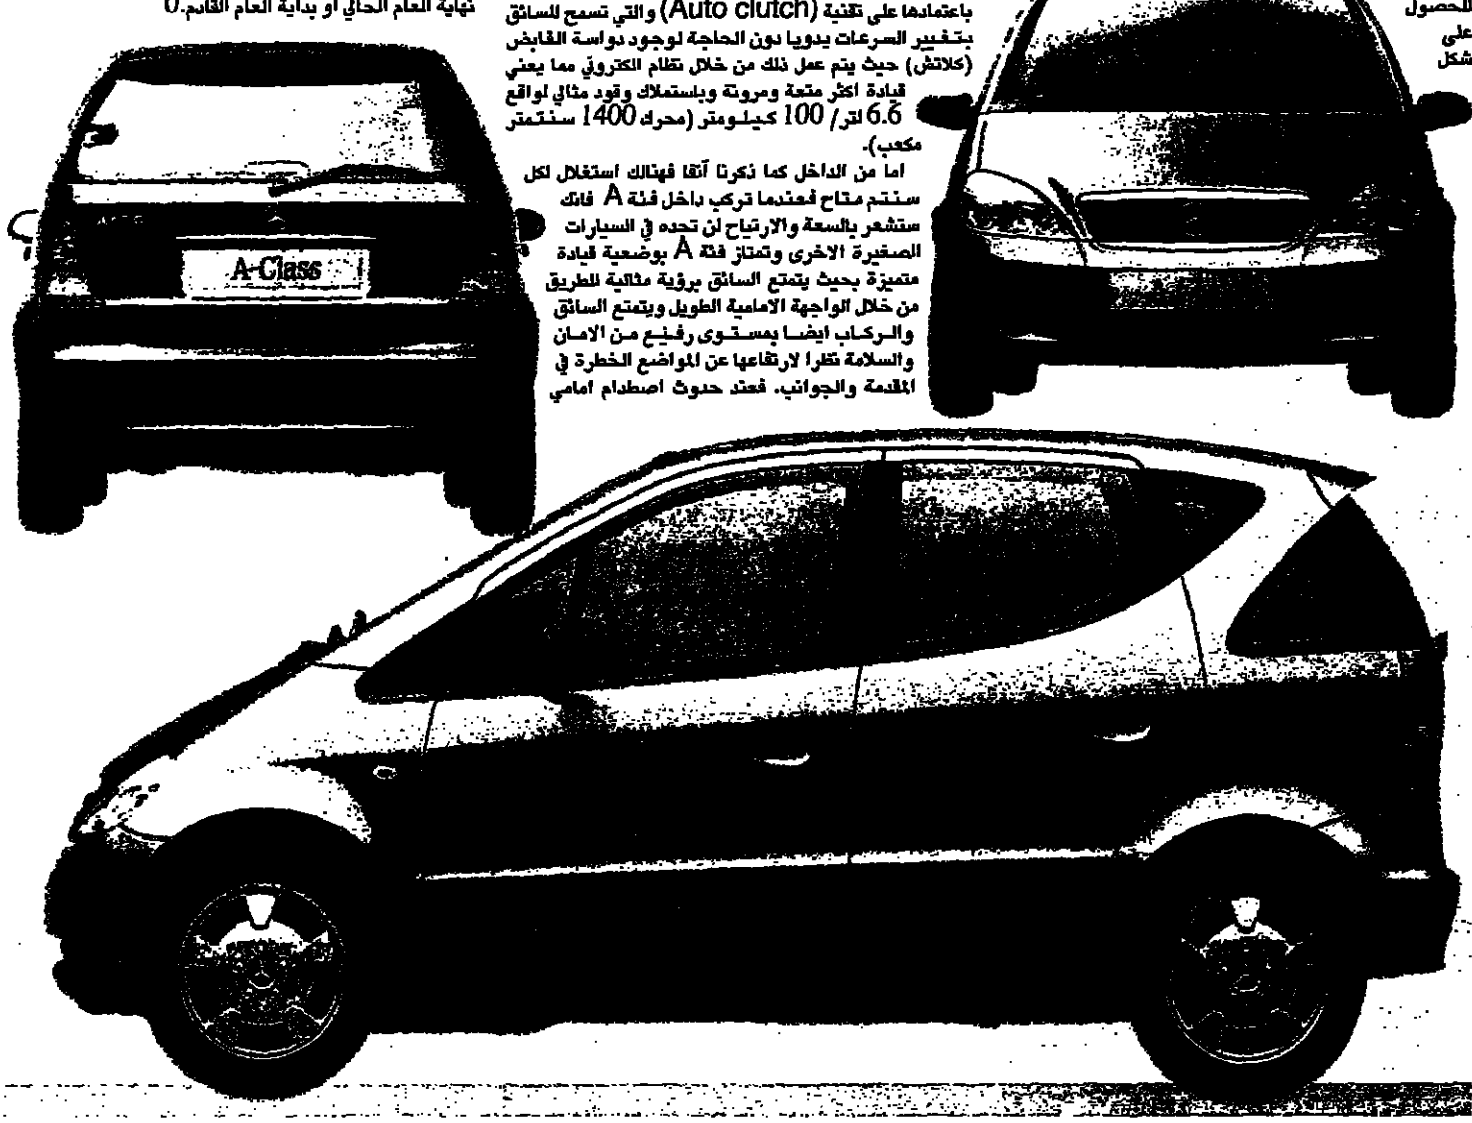 للحصول
على
شكل
باعتمادها على تقنية (Auto clutch) والتي تسمح للسائق
بتغيير السرعات يدويا دون الحاجة لوجود دواسة القابض
(كلاتش) حيث يتم عمل ذلك من خلال نظام الكتروني مما يعني
قيادة اكثر متعة ومرونة وباستهلاك وقود مثالي لواقع
6.6 لتر/ 100 كيلومتر (محرك 1400 سنتمتر
مكعب).
اما من الداخل كما ذكرنا آنفا فهنالك استغلال لكل
سنتم متاح فعندما تركب داخل فئة A فانك
ستشعر بالسعة والارتياح لن تجده في السيارات
الصغيرة الاخرى وتمتاز فئة A بوضعية قيادة
متميزة بحيث يتمتع السائق برؤية مثالية للطريق
من خلال الواجهة الامامية الطويل ويتمتع السائق
والركاب ايضا بمستوى رفيع من الامان
والسلامة نظرا لارتفاعها عن المواضع الخطرة في
المقدمة والجوانب. فعند حدوث اصطدام امامي
نهاية العام الحالي او بداية العام القادم.0
A-Class